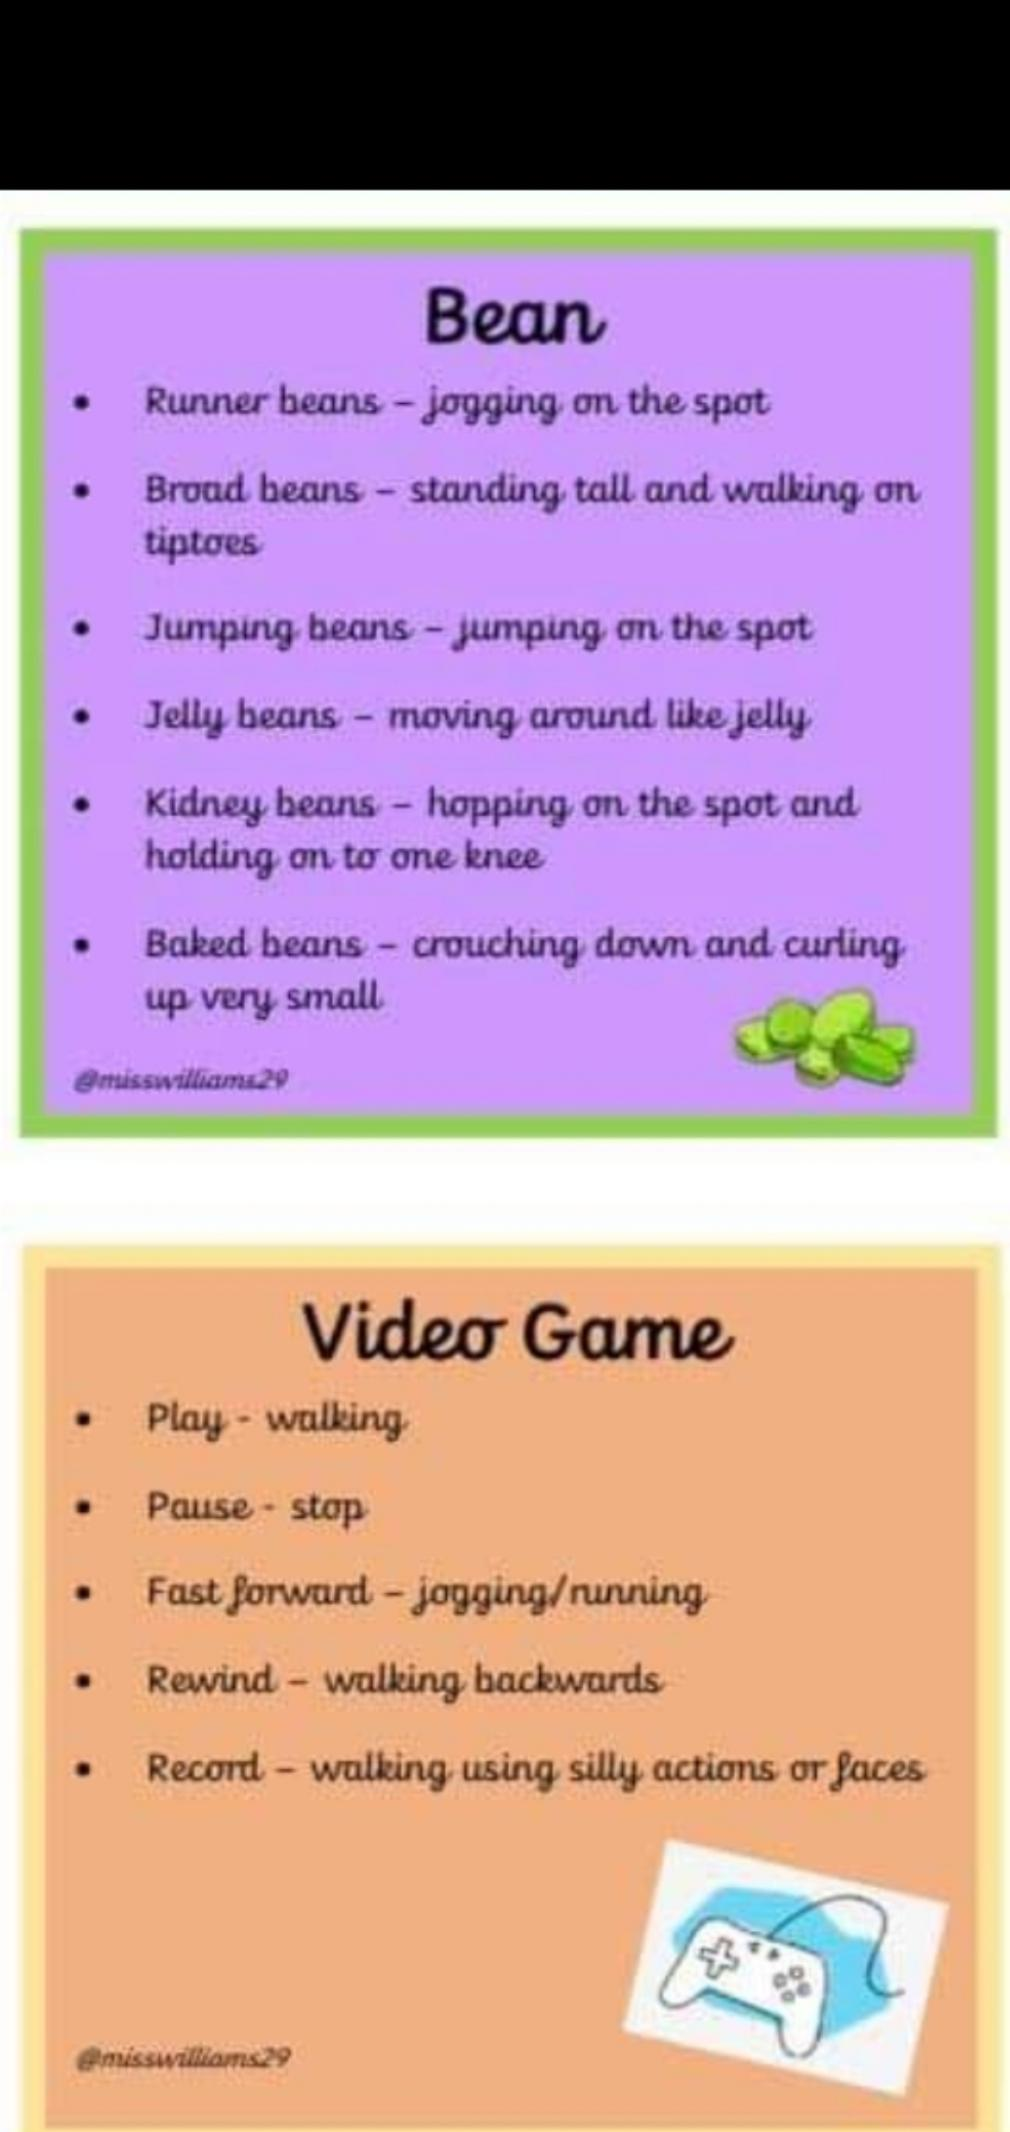 Bean
• Runner beans – jogging on the spot
• Broad beans – standing tall and walking on
tiptoes
• Jumping beans – jumping on the spot
• Jelly beans – moving around like jelly
• Kidney beans – hopping on the spot and
holding on to one knee
• Baked beans – crouching down and curling
up very small
@misswilliams29
Video Game
• Play - walking
• Pause - stop
• Fast forward – jogging/running
• Rewind – walking backwards
• Record – walking using silly actions or faces
@misswilliams29